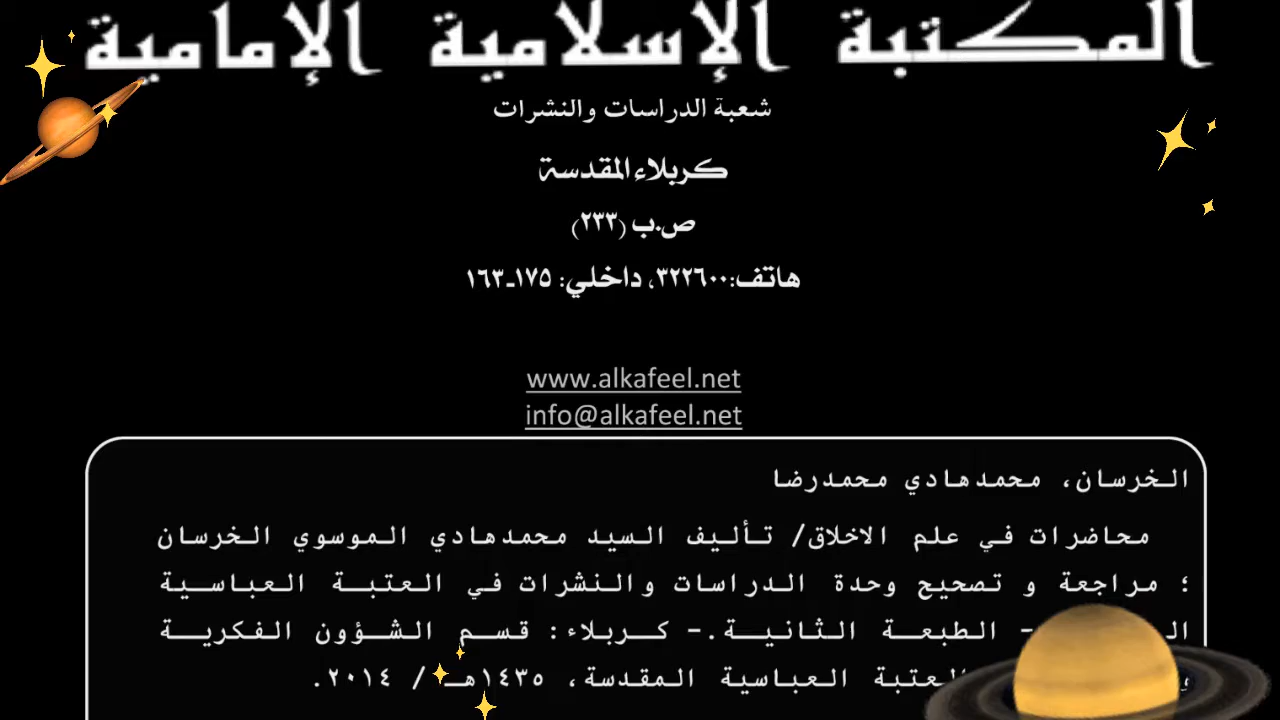 المكتبة الإسلامية الإمامية
شعبة الدراسات والنشرات
كربلاء المقدسة
ص.ب (٢٣٣)
هاتف: ٣٢٢٦٠٠، داخلي: ١٧٥ـ١٦٣
www.alkafeel.net
info@alkafeel.net
الخرسان، محمدهادي محمدرضا
محاضرات في علم الاخلاق/ تأليف السيد محمدهادي الموسوي الخرسان
؛ مراجعة و تصحيح وحدة الدراسات والنشرات في العتبة العباسية
- الطبعة الثانية.- كربلاء: قسم الشؤون الفكرية
العتبة العباسية المقدسة، ١٤٣٥هـ / ٢٠١٤.